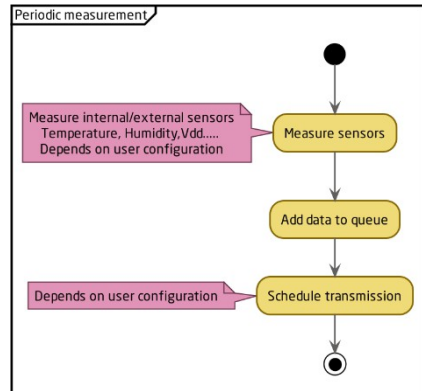 Periodic measurement
Measure internal/external sensors
Temperature, Humidity,Vdd.....
Depends on user configuration
Measure sensors
Add data to queue
Depends on user configuration
Schedule transmission